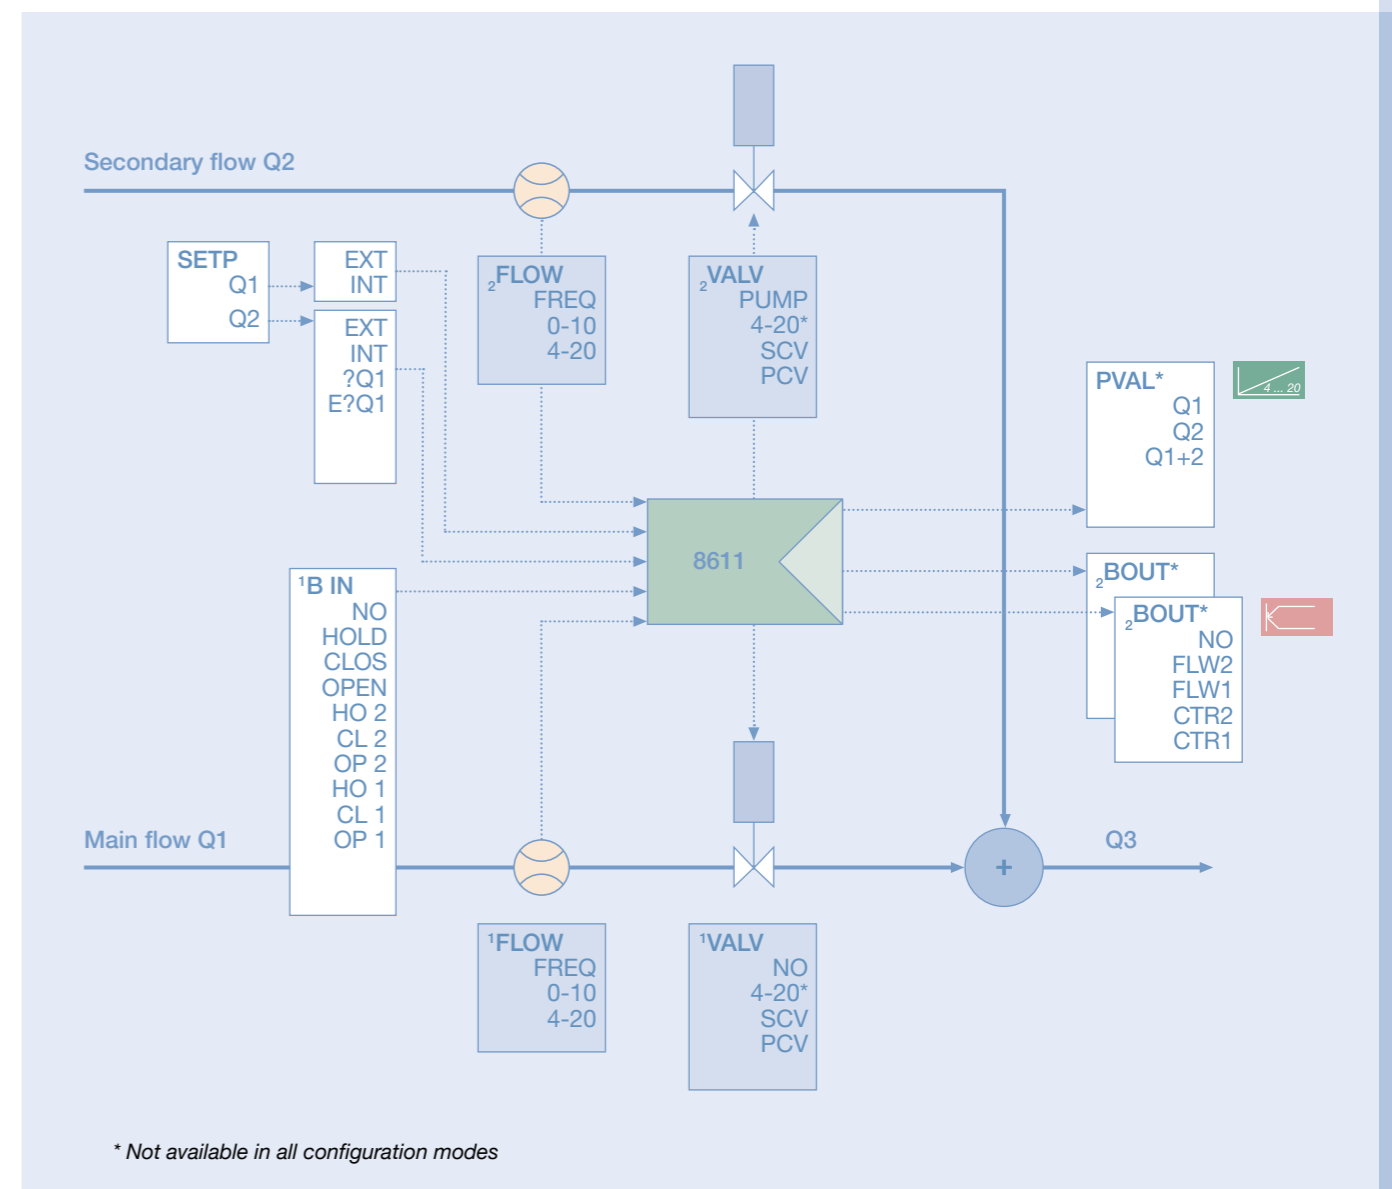 Secondary flow Q2
SETP
Q1
Q2
EXT
INT
EXT
INT
?Q1
E?Q1
2FLOW
FREQ
0-10
4-20
2VALV
PUMP
4-20*
SCV
PCV
PVAL*
Q1
Q2
Q1+2
4 ... 20
8611
2BOUT*
2BOUT*
NO
FLW2
FLW1
CTR2
CTR1
1B IN
NO
HOLD
CLOS
OPEN
HO 2
CL 2
OP 2
HO 1
CL 1
OP 1
Main flow Q1
+
Q3
1FLOW
FREQ
0-10
4-20
1VALV
NO
4-20*
SCV
PCV
* Not available in all configuration modes